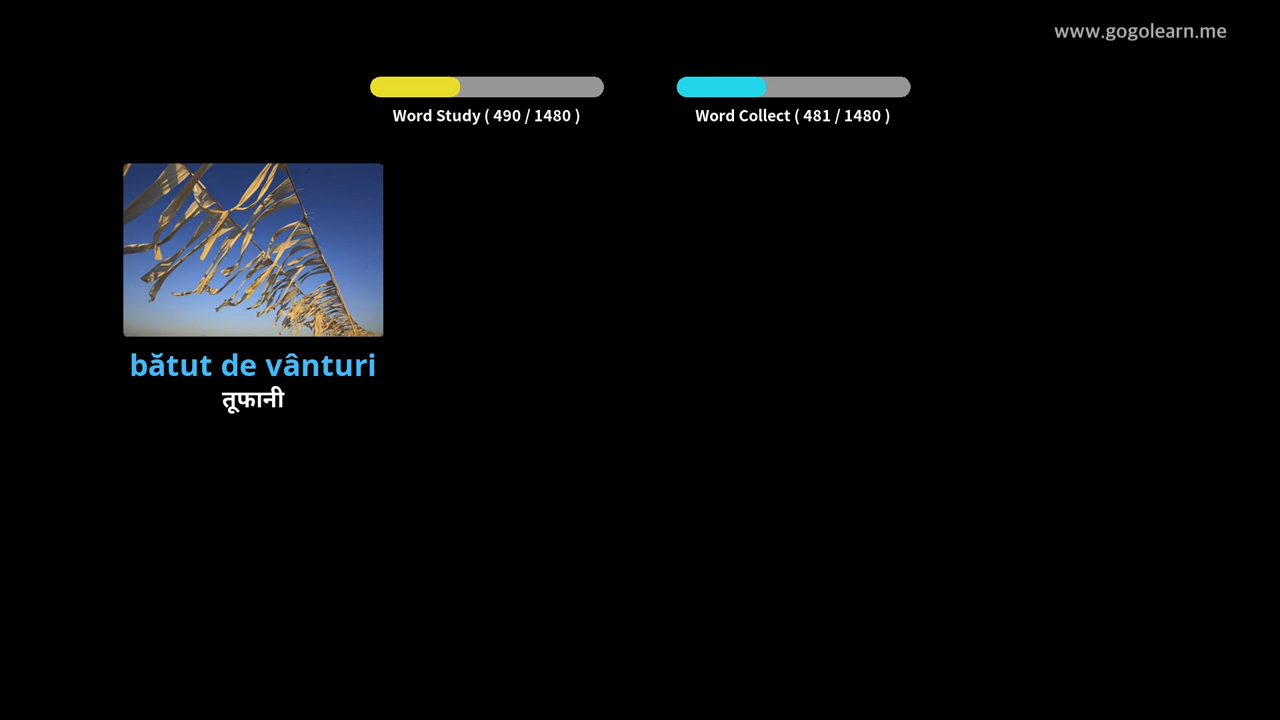 www.gogolearn.me
Word Study ( 490 / 1480 )
Word Collect ( 481 / 1480 )
bătut de vânturi
तूफानी